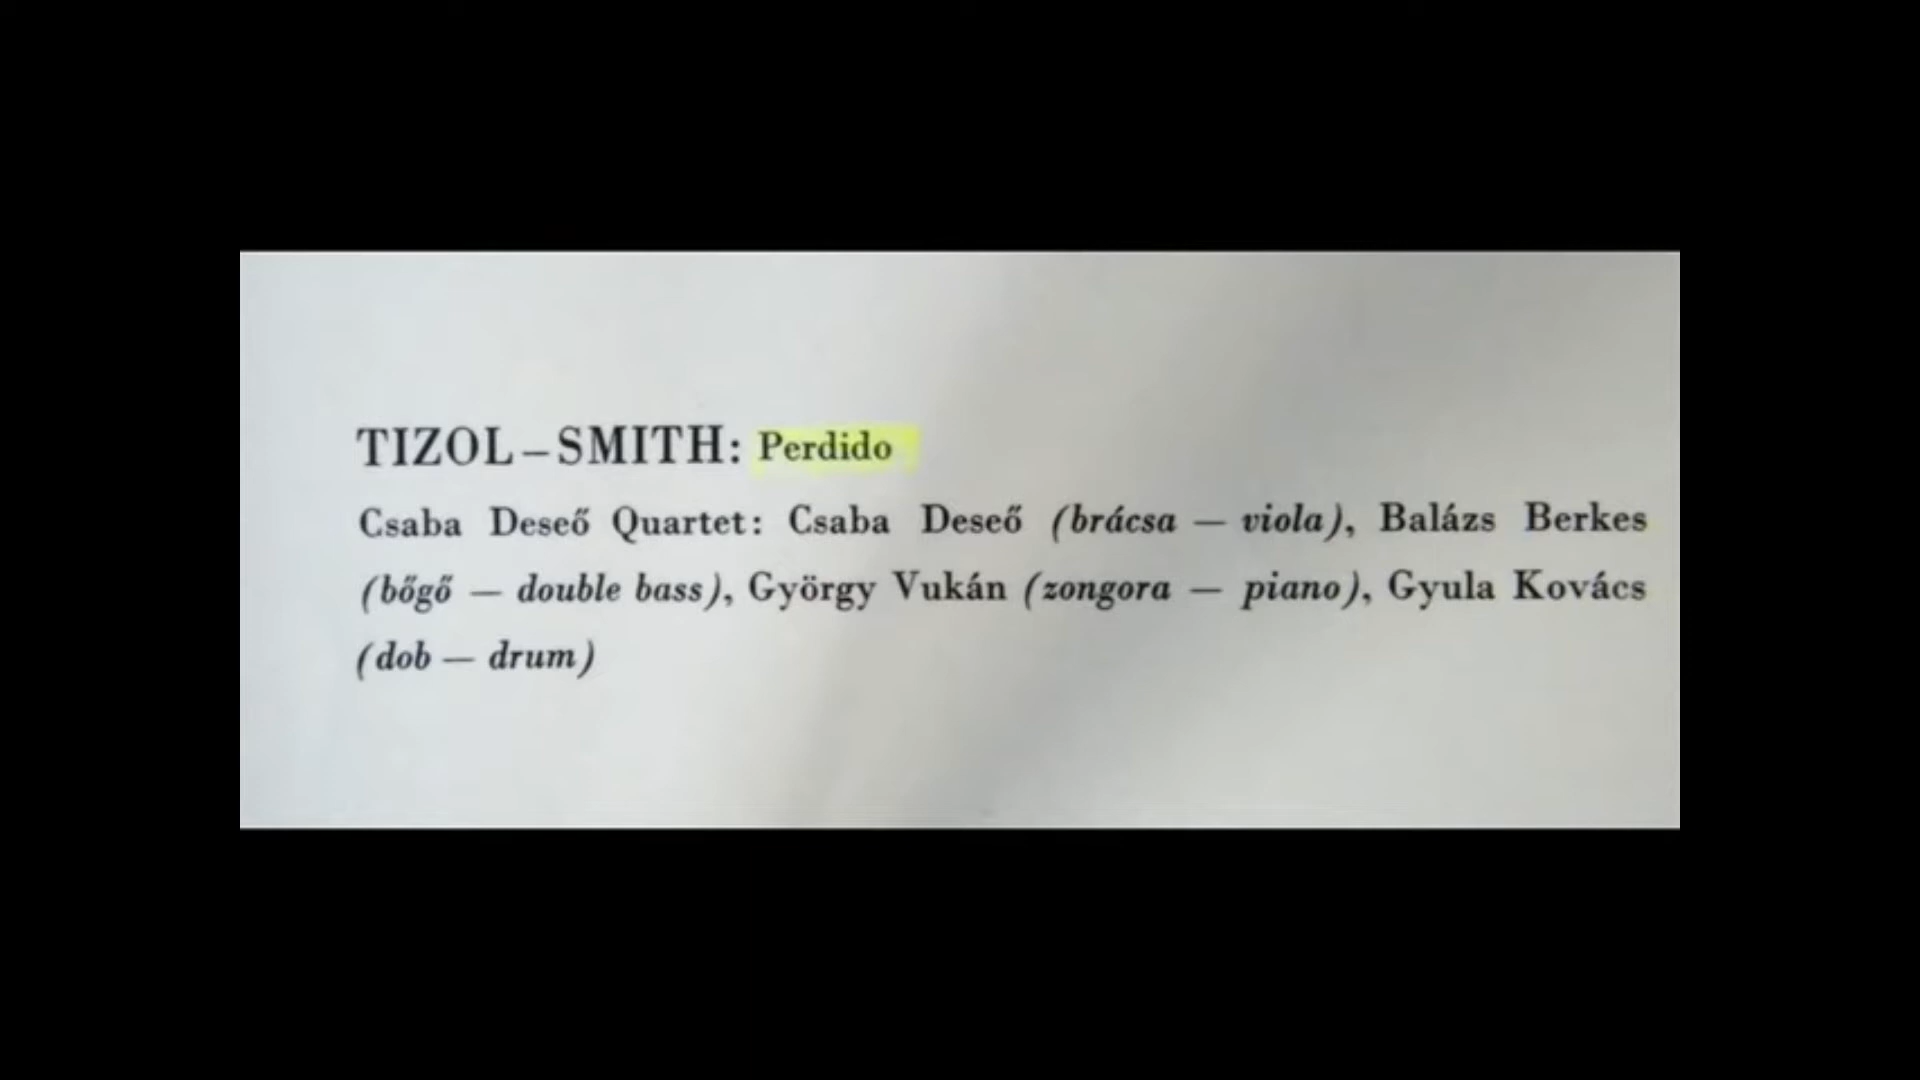 TIZOL–SMITH: Perdido
Csaba Deseő Quartet: Csaba Deseő (brácsa — viola), Balázs Berkes
(bőgő — double bass), György Vukán (zongora — piano), Gyula Kovács
(dob — drum)